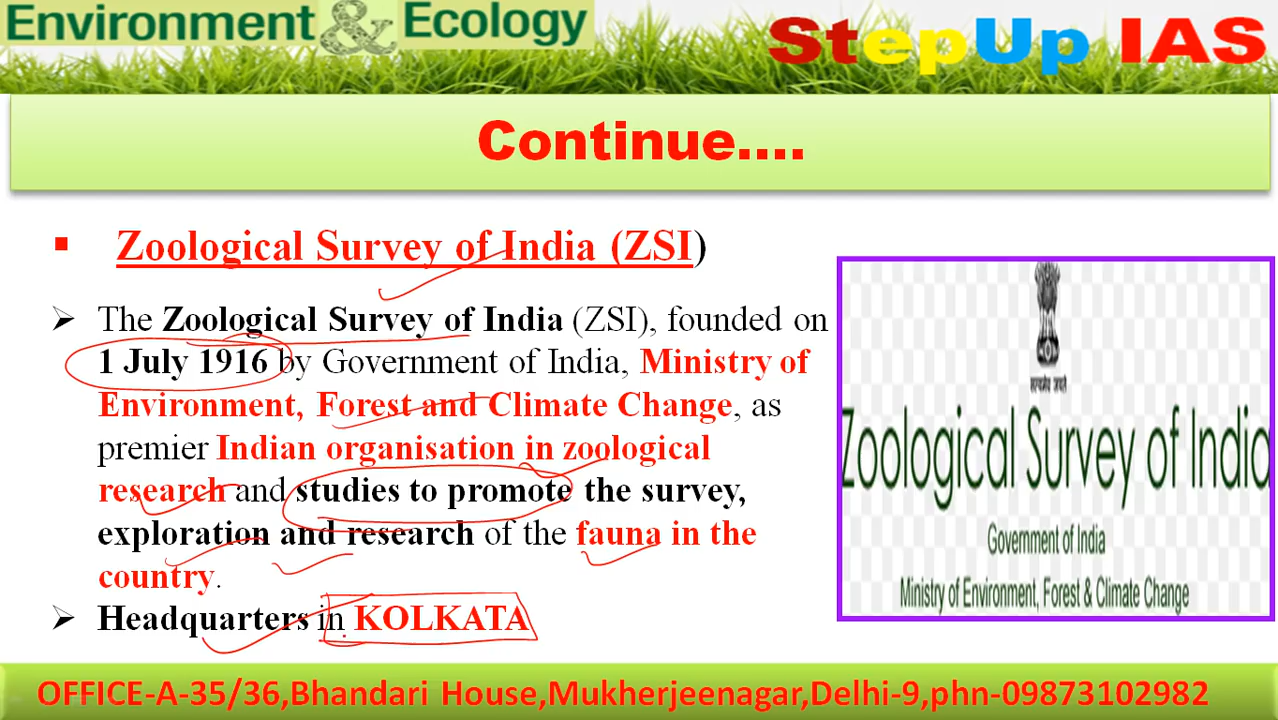 Environment & Ecology
StepUp IAS
Continue....
▪ Zoological Survey of India (ZSI)
➢ The Zoological Survey of India (ZSI), founded on
1 July 1916 by Government of India, Ministry of
Environment, Forest and Climate Change, as
premier Indian organisation in zoological
research and studies to promote the survey,
exploration and research of the fauna in the
country.
➢ Headquarters in KOLKATA
सत्यमेव जयते
Zoological Survey of India
Government of India
Ministry of Environment, Forest & Climate Change
OFFICE-A-35/36,Bhandari House,Mukherjeenagar,Delhi-9,phn-09873102982